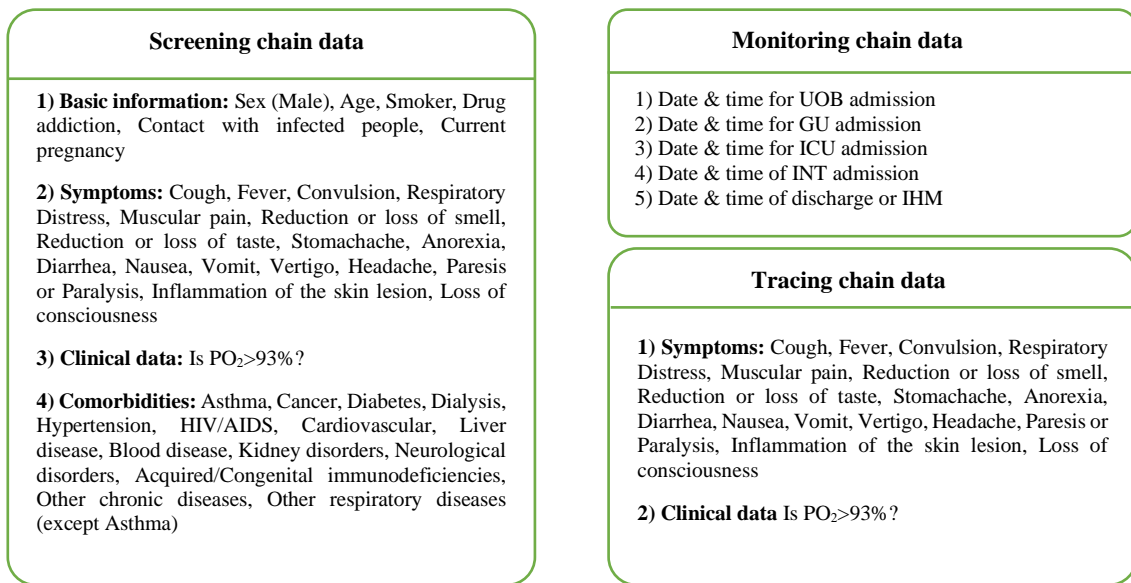 Screening chain data
1) Basic information: Sex (Male), Age, Smoker, Drug
addiction, Contact with infected people, Current
pregnancy
2) Symptoms: Cough, Fever, Convulsion, Respiratory
Distress, Muscular pain, Reduction or loss of smell,
Reduction or loss of taste, Stomachache, Anorexia,
Diarrhea, Nausea, Vomit, Vertigo, Headache, Paresis
or Paralysis, Inflammation of the skin lesion, Loss of
consciousness
3) Clinical data: Is PO₂>93%?
4) Comorbidities: Asthma, Cancer, Diabetes, Dialysis,
Hypertension, HIV/AIDS, Cardiovascular, Liver
disease, Blood disease, Kidney disorders, Neurological
disorders, Acquired/Congenital immunodeficiencies,
Other chronic diseases, Other respiratory diseases
(except Asthma)
Monitoring chain data
1) Date & time for UOB admission
2) Date & time for GU admission
3) Date & time for ICU admission
4) Date & time of INT admission
5) Date & time of discharge or IHM
Tracing chain data
1) Symptoms: Cough, Fever, Convulsion, Respiratory
Distress, Muscular pain, Reduction or loss of smell,
Reduction or loss of taste, Stomachache, Anorexia,
Diarrhea, Nausea, Vomit, Vertigo, Headache, Paresis or
Paralysis, Inflammation of the skin lesion, Loss of
consciousness
2) Clinical data Is PO₂>93%?